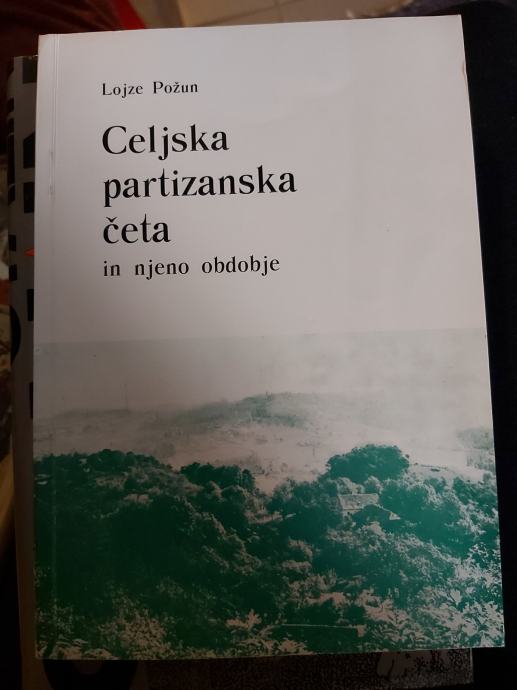 Lojze Požun
Celjska
partizanska
četa
in njeno obdobje